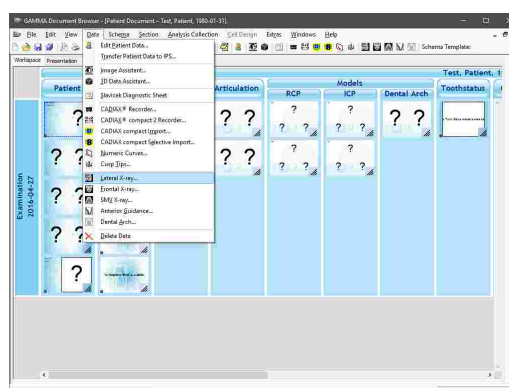 GAMMA Document Browser - [Patient Document - Test, Patient, 1980-01-31]
File Edit View Data Schema Section Analysis Collection Cell Design Extras Windows Help
Schema Template:
Workspace Presentation
Edit Patient Data...
Transfer Patient Data to IPS...
Image Assistant...
3D Data Assistant...
Slavicek Diagnostic Sheet
CADIAX® Recorder...
CADIAX® compact 2 Recorder...
CADIAX compact Import...
CADIAX compact Selective Import...
Numeric Curves...
Cusp Tips...
Lateral X-ray...
Frontal X-ray...
SMV X-ray...
Anterior Guidance...
Dental Arch...
Delete Data
Test, Patient, 1
Patient Articulation Models Toothstatus
RCP ICP Dental Arch
Examination
2016-04-27
? ? ? ? ? ? ? ? ?
? ? ? ?
? ? ? ? ? ?
? ? ? ?
? ?
?